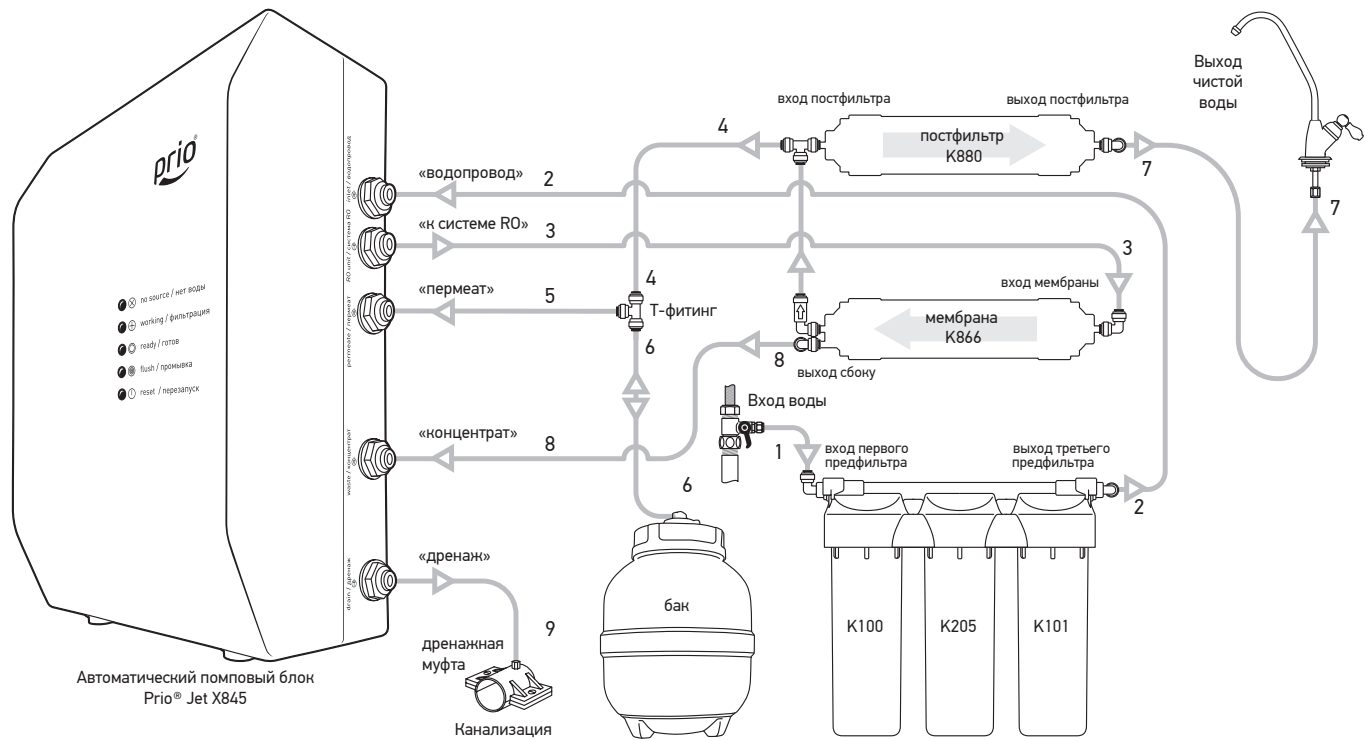 prio®
no source / нет воды
working / фильтрация
ready / готов
flush / промывка
reset / перезапуск
inlet / водопровод
RO unit / система RO
permeate / пермеат
waste / концентрат
drain / дренаж
Автоматический помповый блок
Prio® Jet X845
«водопровод»
2
«к системе RO»
3
«пермеат»
5
«концентрат»
8
«дренаж»
9
дренажная
муфта
Канализация
4
4
Т-фитинг
6
6
бак
вход постфильтра
выход постфильтра
постфильтр
K880
7
Выход
чистой
воды
7
3
вход мембраны
мембрана
K866
8
выход сбоку
Вход воды
1
вход первого
предфильтра
выход третьего
предфильтра
2
K100
K205
K101